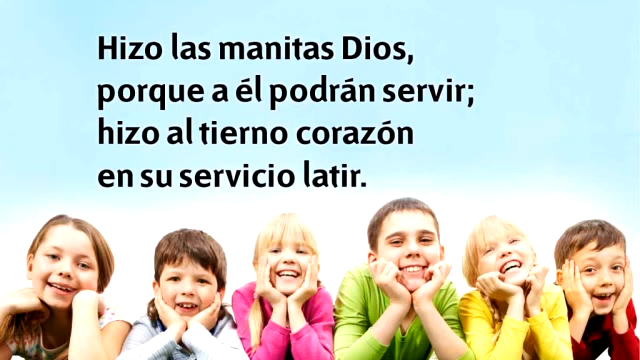 Hizo las manitas Dios,
porque a él podrán servir;
hizo al tierno corazón
en su servicio latir.